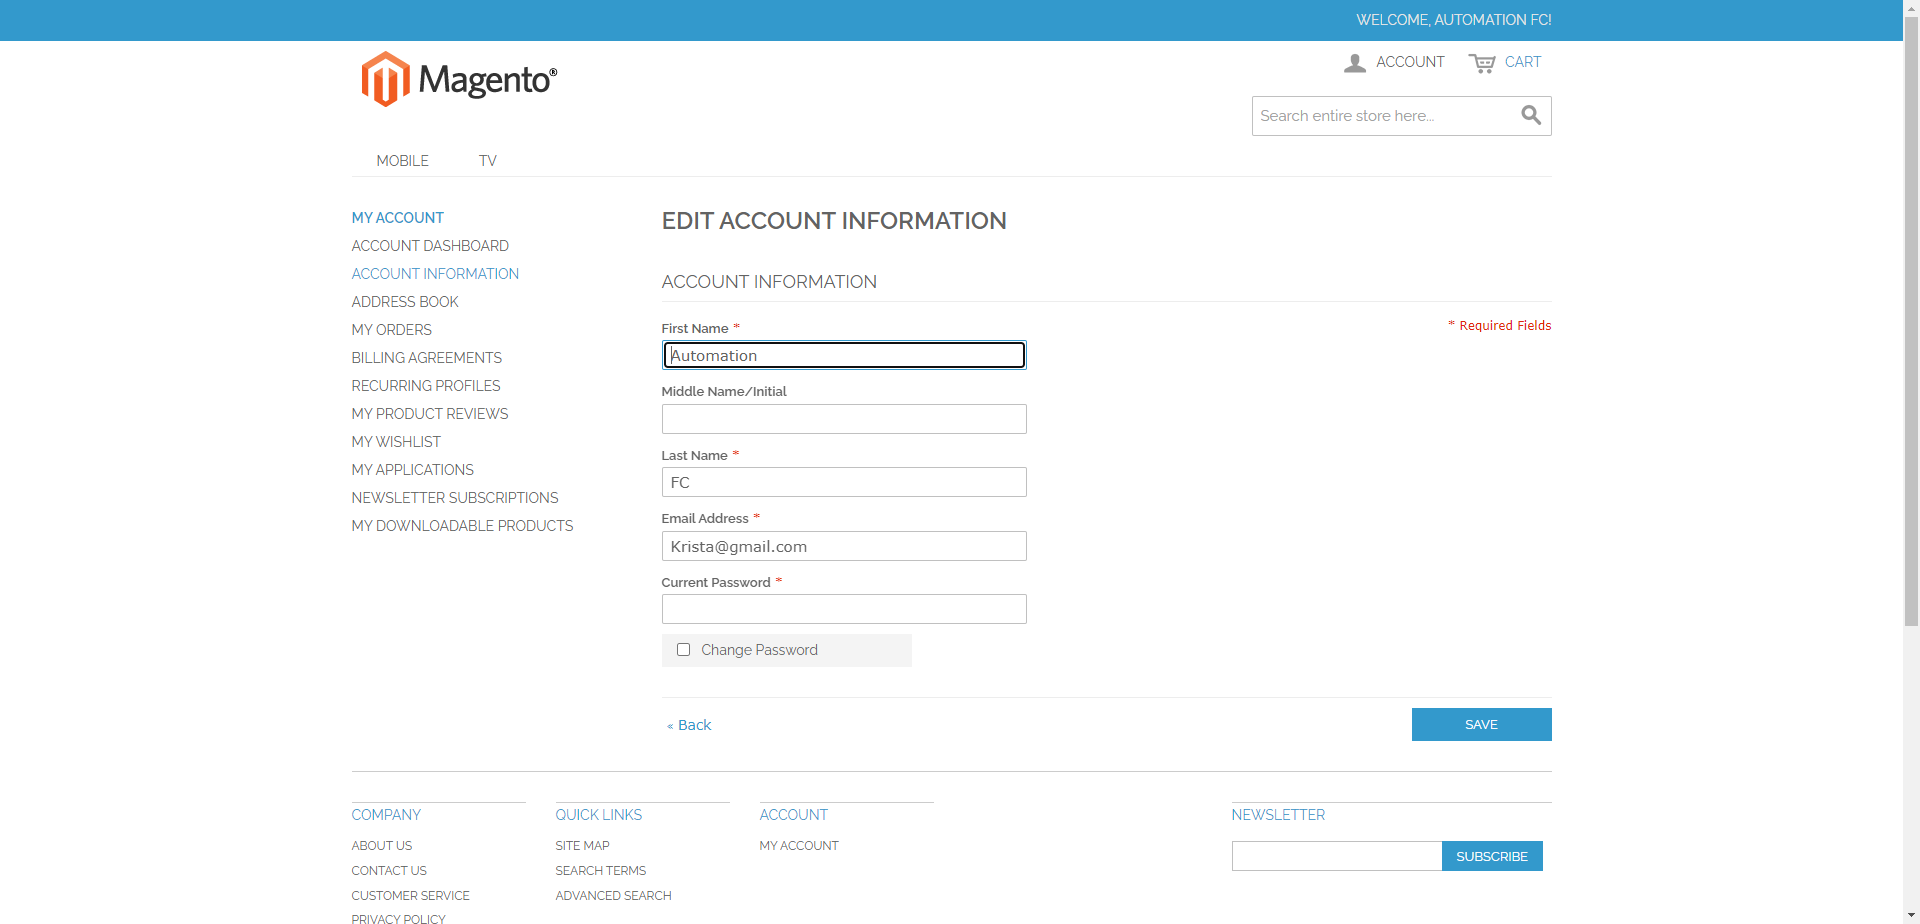 WELCOME, AUTOMATION FC!
Magento®
ACCOUNT
CART
Search entire store here...
MOBILE
TV
MY ACCOUNT
ACCOUNT DASHBOARD
ACCOUNT INFORMATION
ADDRESS BOOK
MY ORDERS
BILLING AGREEMENTS
RECURRING PROFILES
MY PRODUCT REVIEWS
MY WISHLIST
MY APPLICATIONS
NEWSLETTER SUBSCRIPTIONS
MY DOWNLOADABLE PRODUCTS
EDIT ACCOUNT INFORMATION
ACCOUNT INFORMATION
* Required Fields
First Name *
Automation
Middle Name/Initial
Last Name *
FC
Email Address *
Krista@gmail.com
Current Password *
Change Password
« Back
SAVE
COMPANY
ABOUT US
CONTACT US
CUSTOMER SERVICE
PRIVACY POLICY
QUICK LINKS
SITE MAP
SEARCH TERMS
ADVANCED SEARCH
ACCOUNT
MY ACCOUNT
NEWSLETTER
SUBSCRIBE